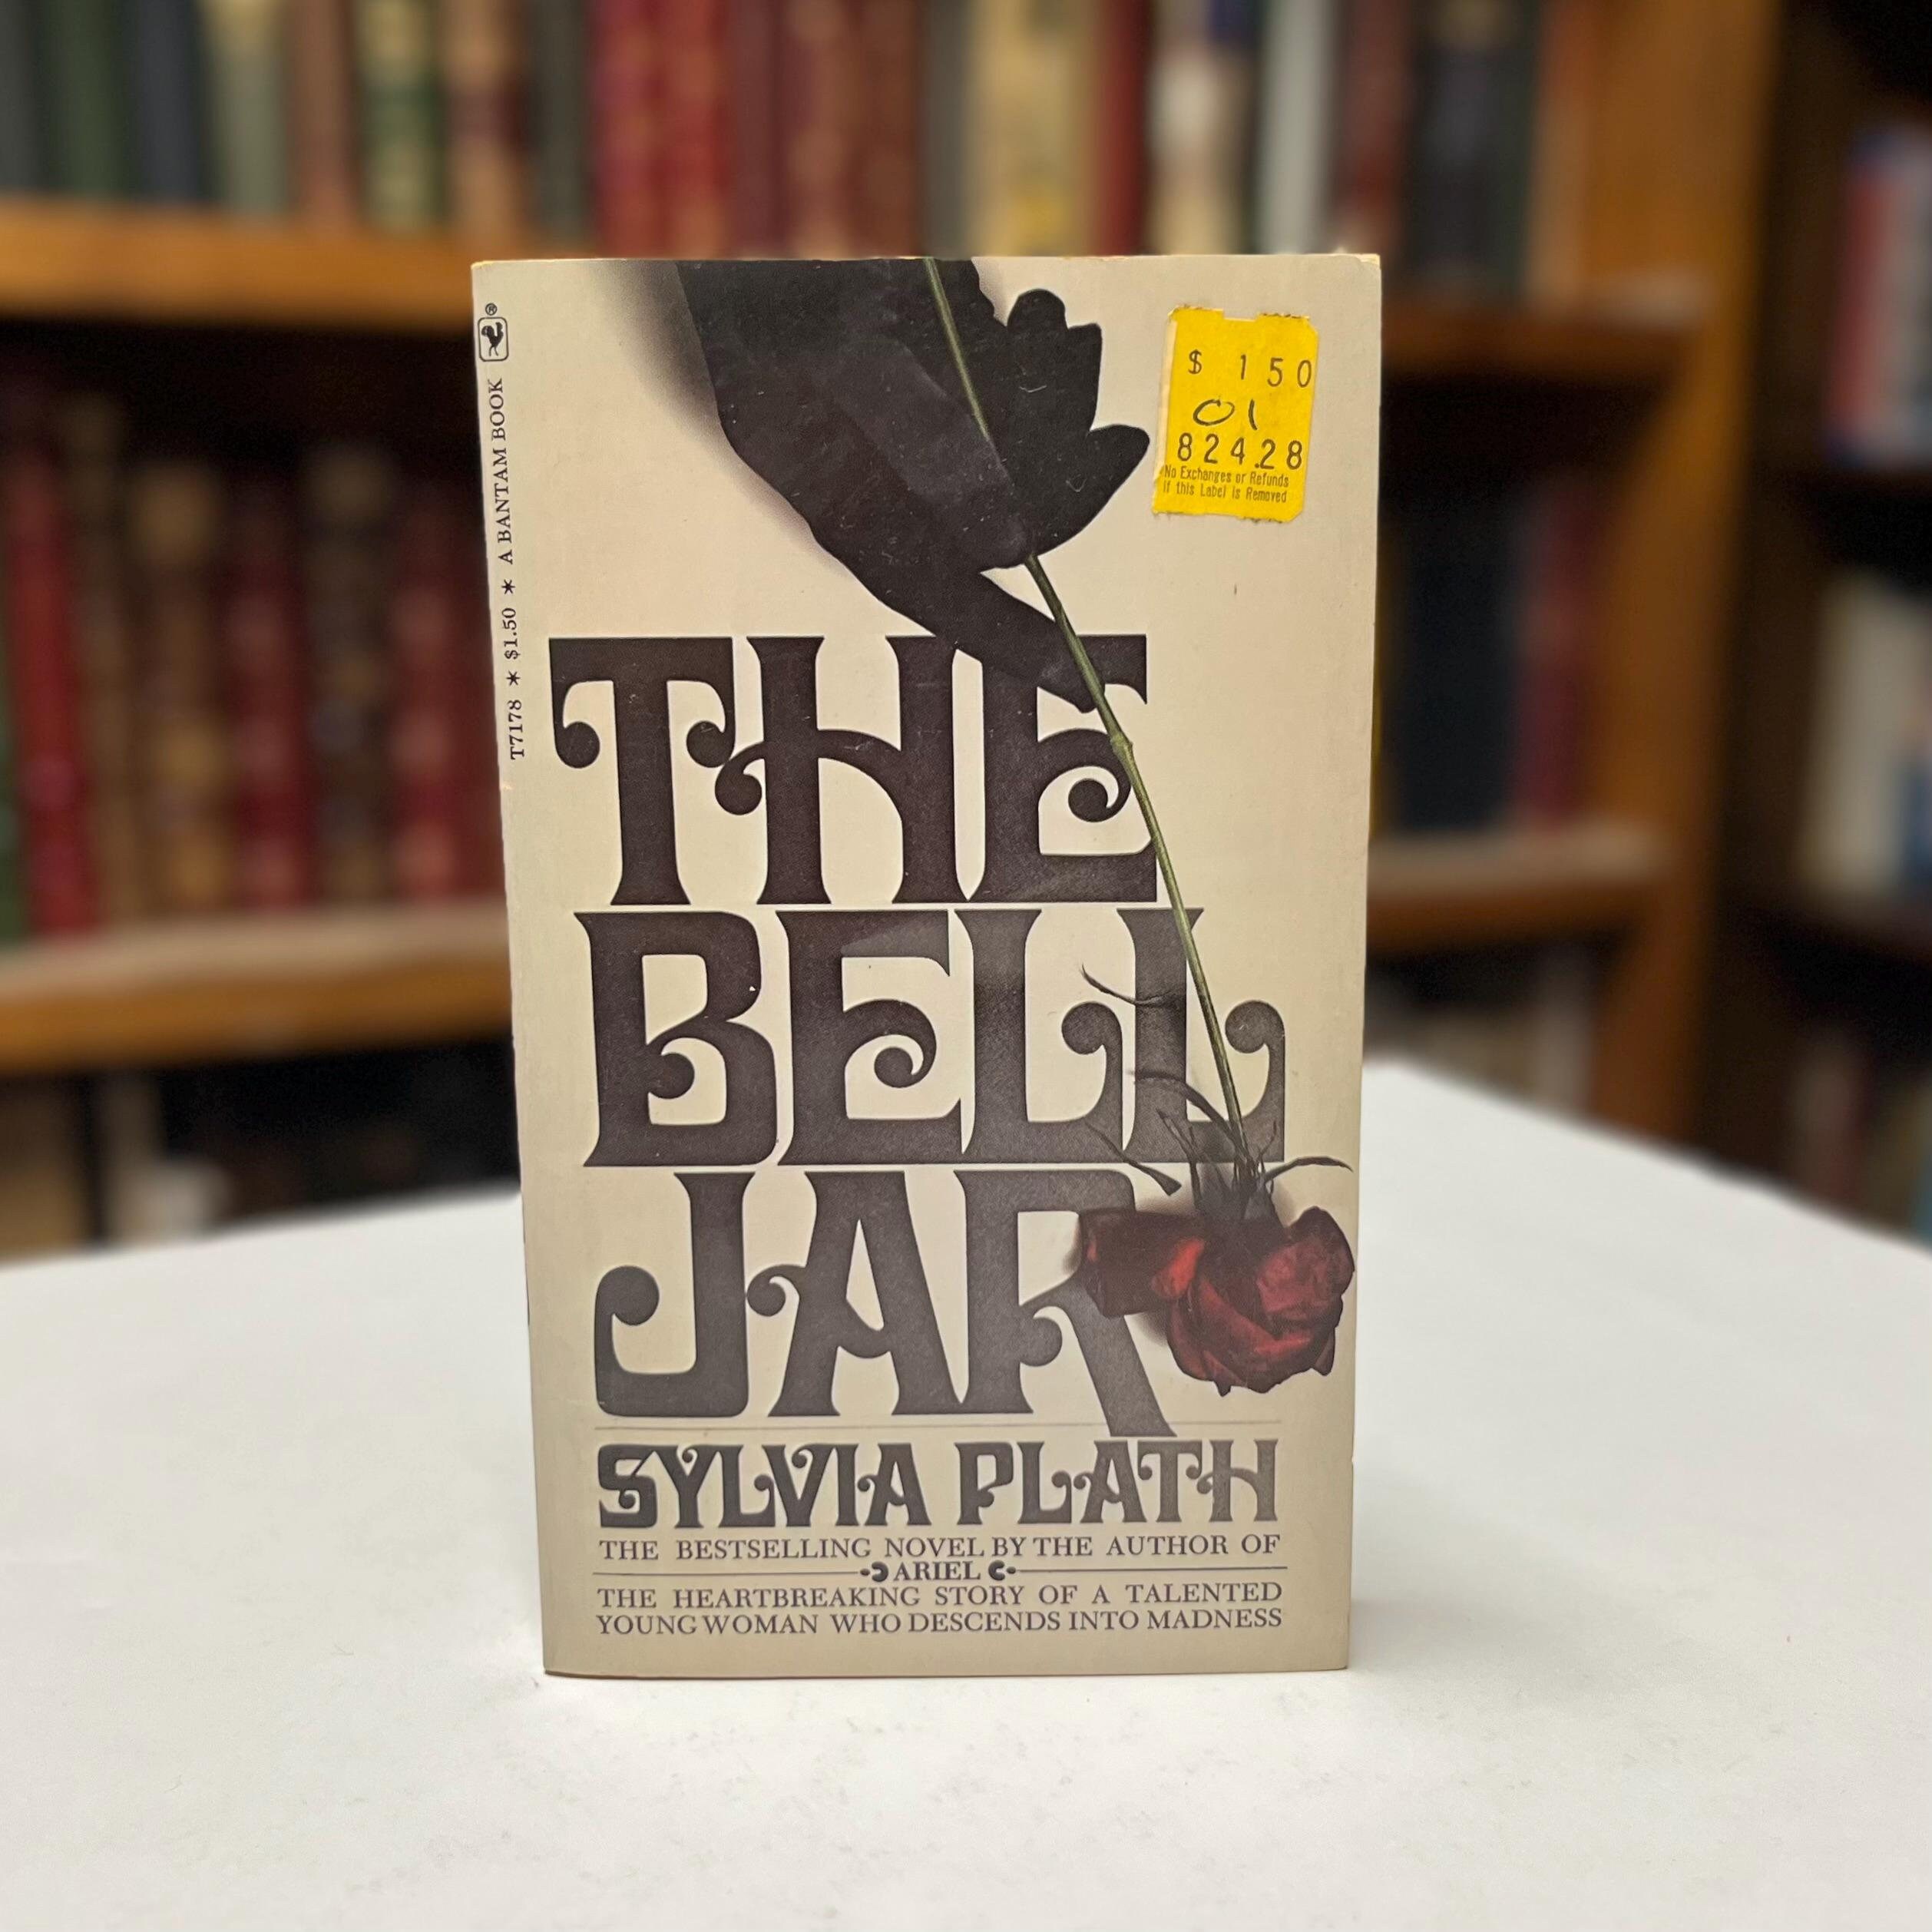 T7178 * $1.50 * A BANTAM BOOK ®
$ 150
01
824.28
No Exchanges or Refunds
if this Label is Removed
THE
BELL
JAR
SYLVIA PLATH
THE BESTSELLING NOVEL BY THE AUTHOR OF
ARIEL
THE HEARTBREAKING STORY OF A TALENTED
YOUNG WOMAN WHO DESCENDS INTO MADNESS